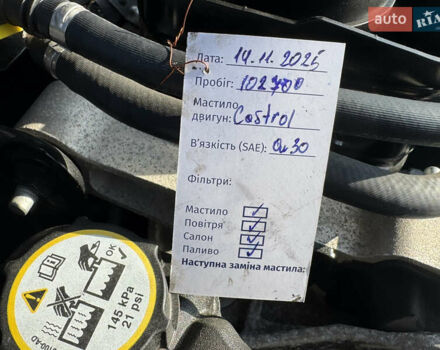 auto RIA
Дата: 14.11.2025
Пробіг: 102700
Мастило
двигун: Castrol
В'язкість (SAE): 0w30
Фільтри:
Мастило
Повітря
Салон
Паливо
Наступна заміна мастила:
OK
145 kPa
21 psi